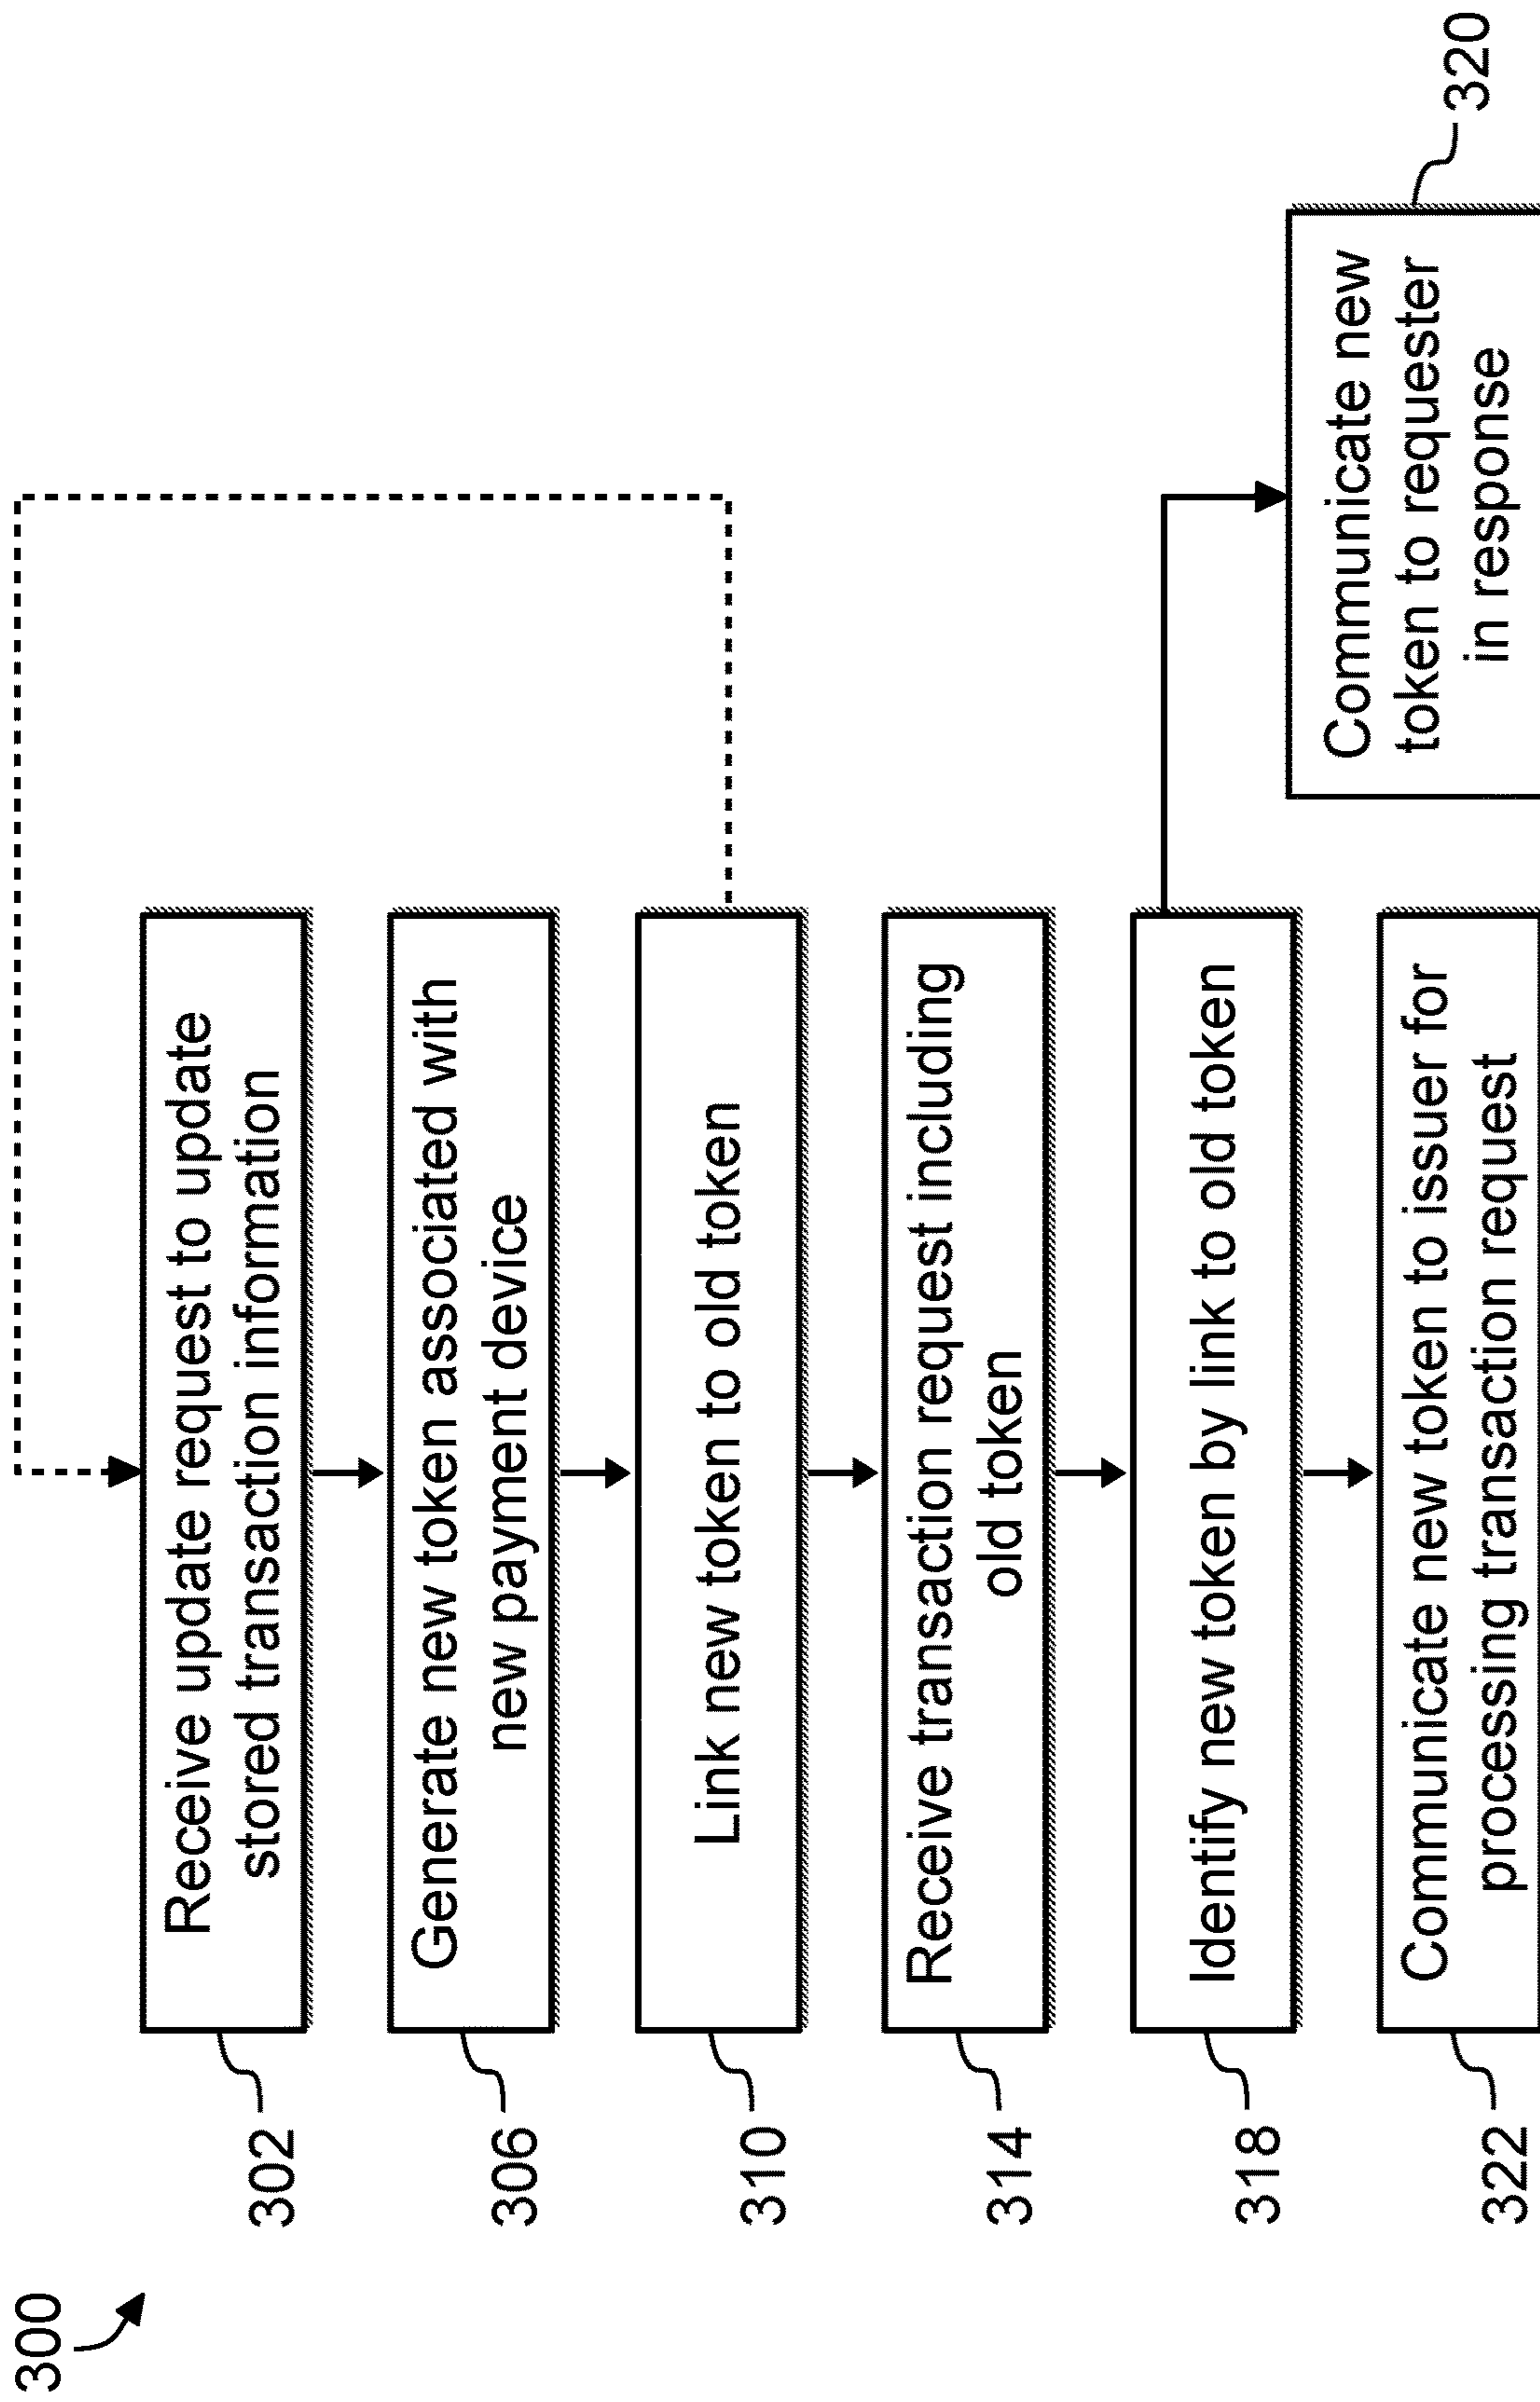 300
302
Receive update request to update
stored transaction information
306
Generate new token associated with
new payment device
310
Link new token to old token
314
Receive transaction request including
old token
318
Identify new token by link to old token
320
Communicate new
token to requester
in response
322
Communicate new token to issuer for
processing transaction request